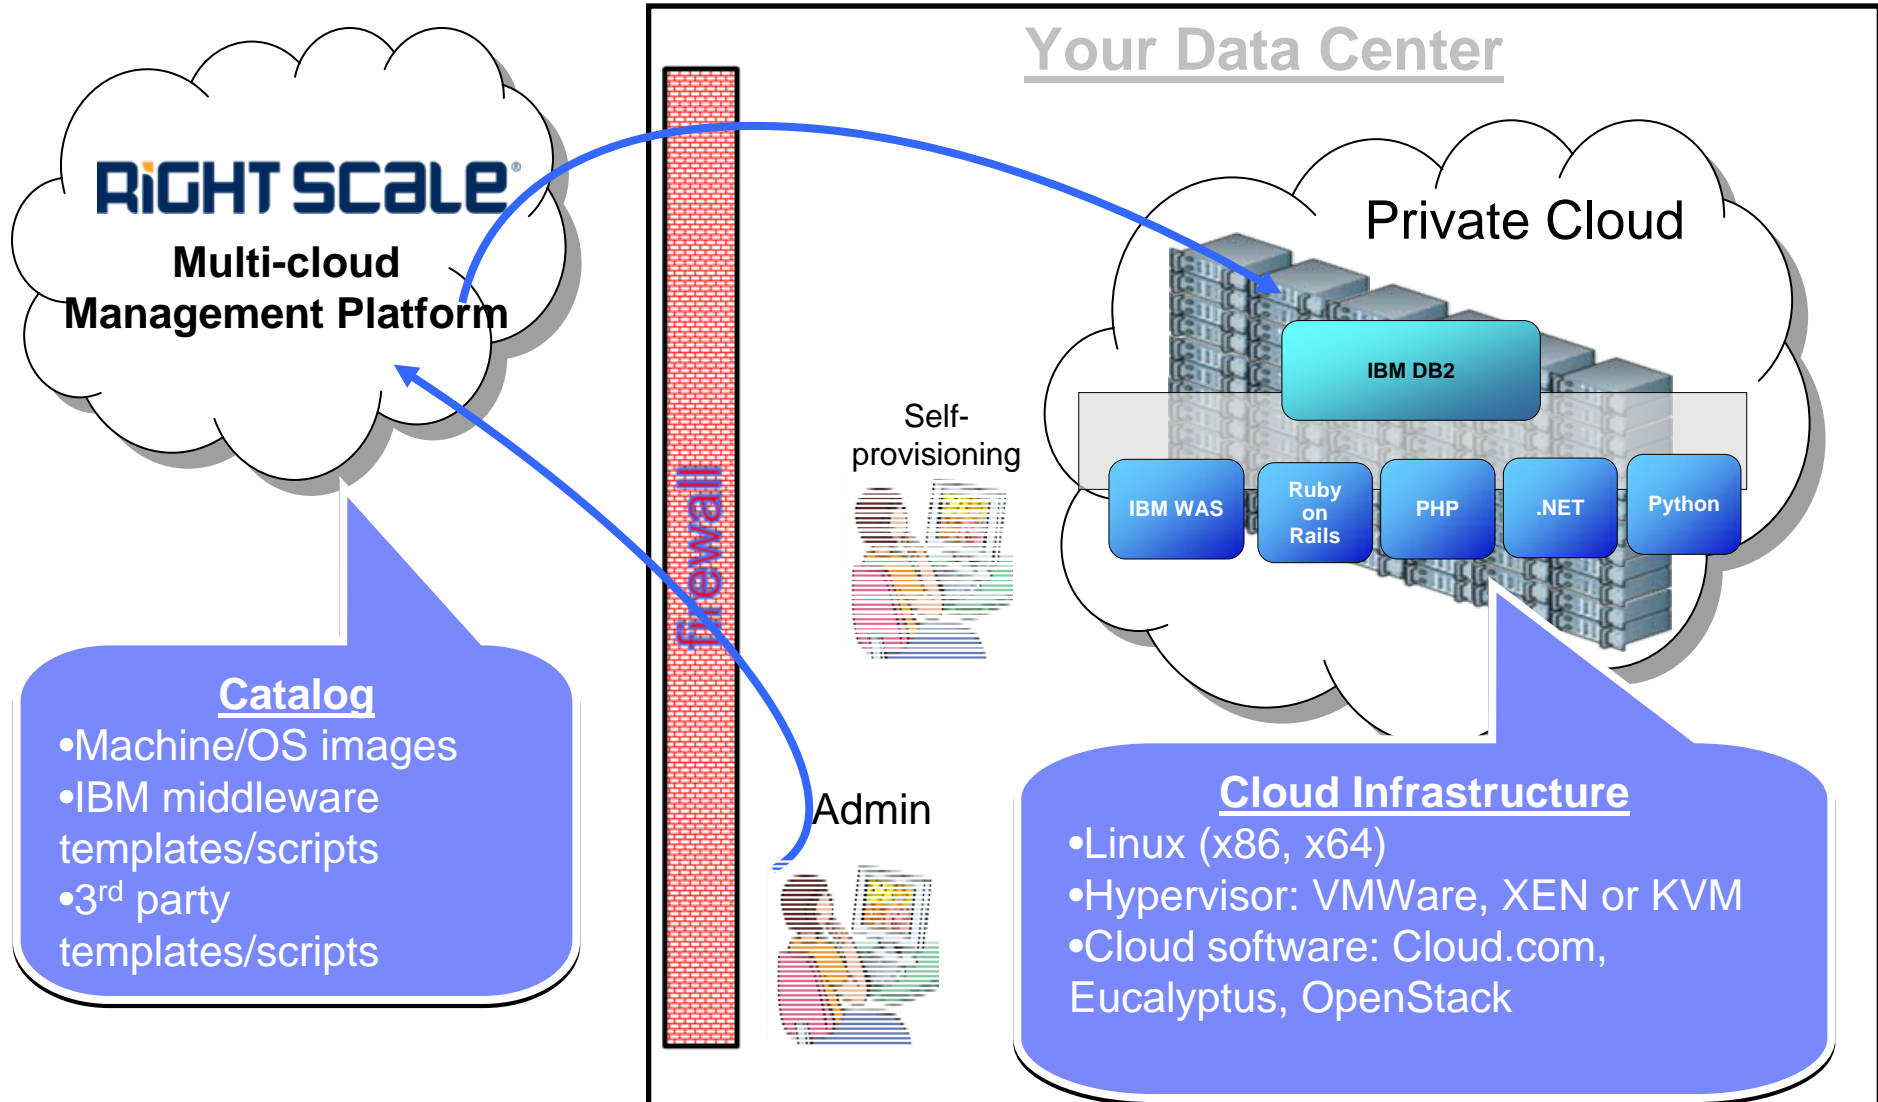 Your Data Center
RiGHT SCaLe®
Multi-cloud
Management Platform
Private Cloud
IBM DB2
Self-
provisioning
IBM WAS
Ruby
on
Rails
PHP
.NET
Python
firewall
Catalog
•Machine/OS images
•IBM middleware
templates/scripts
•3rd party
templates/scripts
Admin
Cloud Infrastructure
•Linux (x86, x64)
•Hypervisor: VMWare, XEN or KVM
•Cloud software: Cloud.com,
Eucalyptus, OpenStack